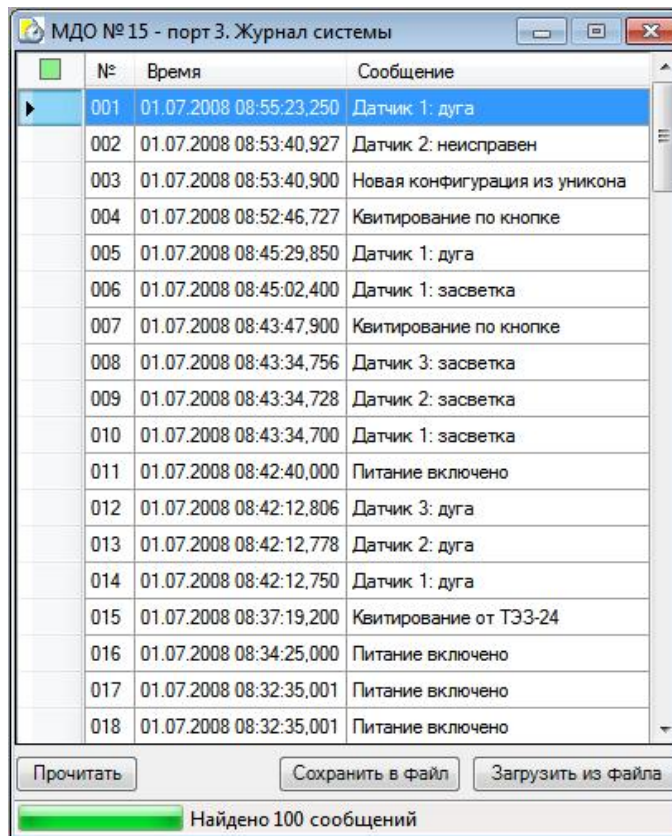 МДО № 15 - порт 3. Журнал системы
№ Время Сообщение
001 01.07.2008 08:55:23,250 Датчик 1: дуга
002 01.07.2008 08:53:40,927 Датчик 2: неисправен
003 01.07.2008 08:53:40,900 Новая конфигурация из уникона
004 01.07.2008 08:52:46,727 Квитирование по кнопке
005 01.07.2008 08:45:29,850 Датчик 1: дуга
006 01.07.2008 08:45:02,400 Датчик 1: засветка
007 01.07.2008 08:43:47,900 Квитирование по кнопке
008 01.07.2008 08:43:34,756 Датчик 3: засветка
009 01.07.2008 08:43:34,728 Датчик 2: засветка
010 01.07.2008 08:43:34,700 Датчик 1: засветка
011 01.07.2008 08:42:40,000 Питание включено
012 01.07.2008 08:42:12,806 Датчик 3: дуга
013 01.07.2008 08:42:12,778 Датчик 2: дуга
014 01.07.2008 08:42:12,750 Датчик 1: дуга
015 01.07.2008 08:37:19,200 Квитирование от ТЭЗ-24
016 01.07.2008 08:34:25,000 Питание включено
017 01.07.2008 08:32:35,001 Питание включено
018 01.07.2008 08:32:35,001 Питание включено
Прочитать Сохранить в файл Загрузить из файла
Найдено 100 сообщений